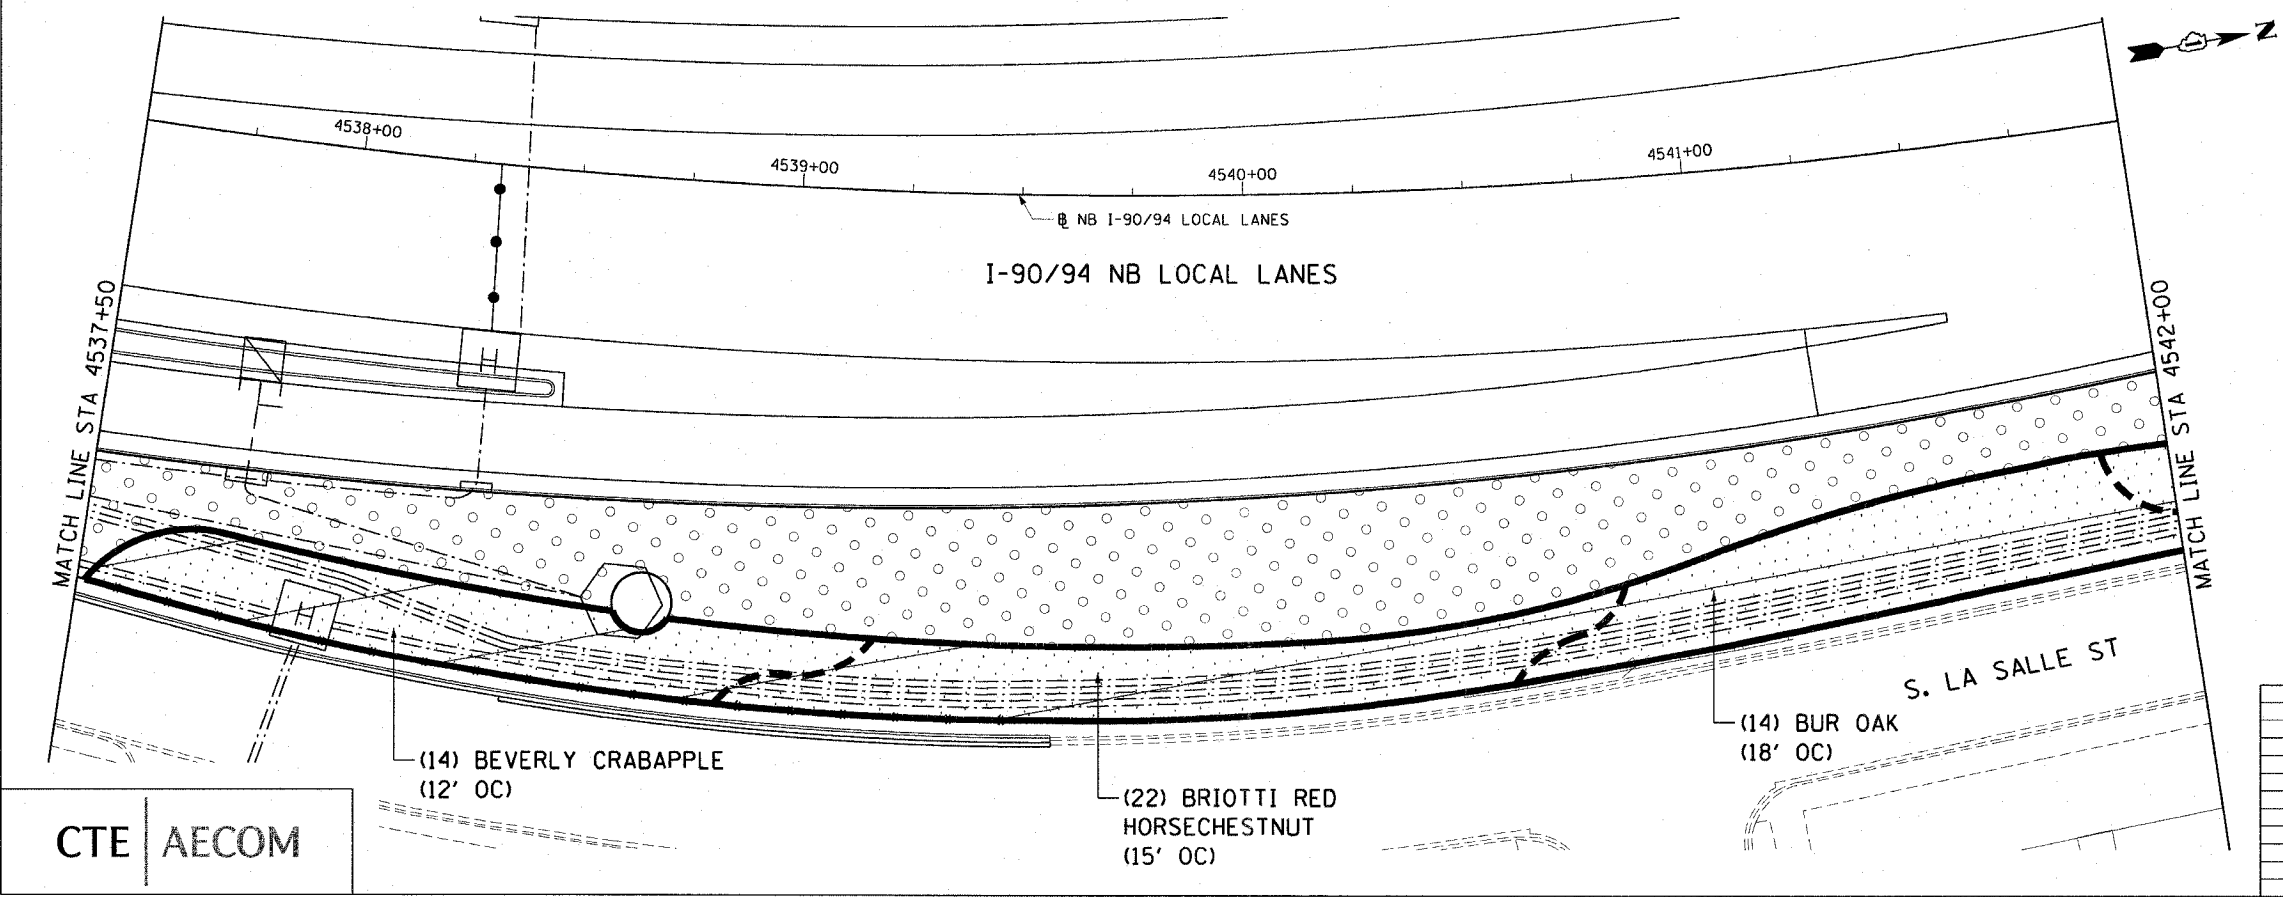 N
4538+00
4539+00
4540+00
4541+00
NB I-90/94 LOCAL LANES
I-90/94 NB LOCAL LANES
MATCH LINE STA 4537+50
MATCH LINE STA 4542+00
S. LA SALLE ST
(14) BEVERLY CRABAPPLE
(12' OC)
(22) BRIOTTI RED
HORSECHESTNUT
(15' OC)
(14) BUR OAK
(18' OC)
CTE | AECOM